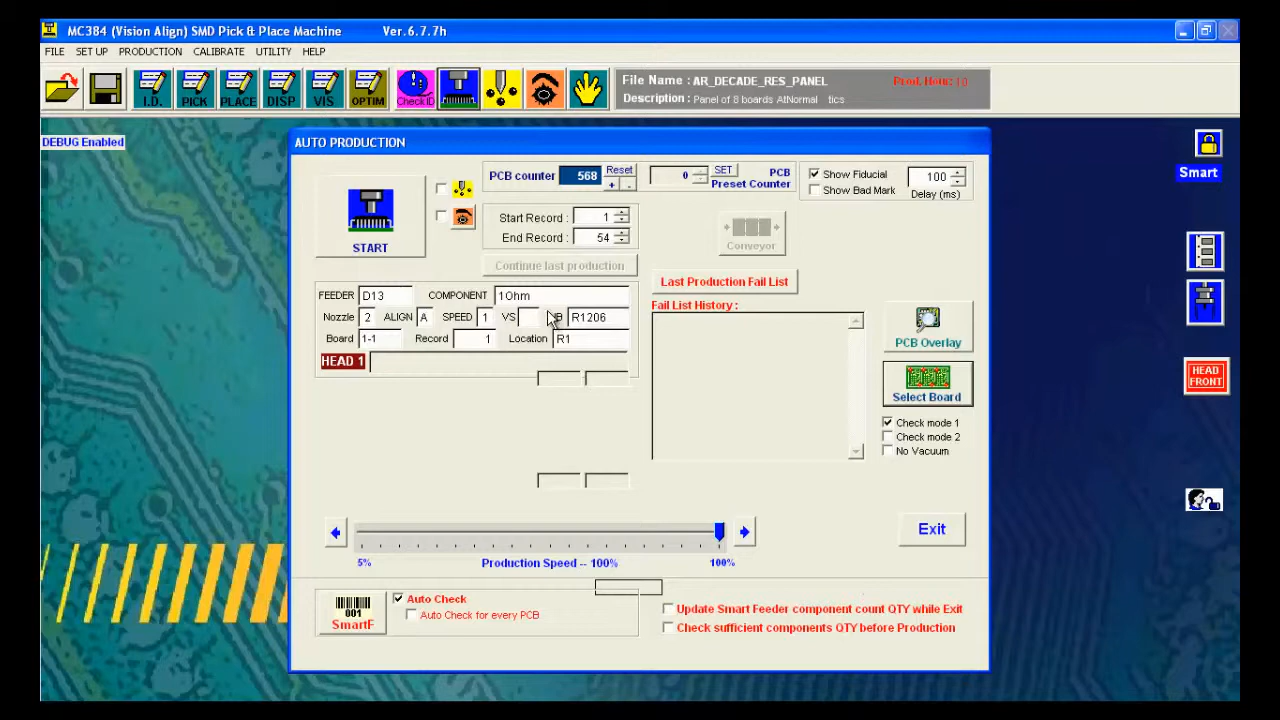 MC384 (Vision Align) SMD Pick & Place Machine Ver.6.7.7h
FILE SET UP PRODUCTION CALIBRATE UTILITY HELP
I.D. PICK PLACE DISP VIS OPTIM Check ID
File Name : AR_DECADE_RES_PANEL
Description : Panel of 8 boards AtNormal tics
DEBUG Enabled
Smart
HEAD FRONT
AUTO PRODUCTION
START
PCB counter 568 Reset + -
0 SET PCB Preset Counter
Show Fiducial
Show Bad Mark
100
Delay (ms)
Start Record : 1
End Record : 54
Continue last production
Conveyor
Last Production Fail List
Fail List History :
FEEDER D13 COMPONENT 1Ohm
Nozzle 2 ALIGN A SPEED 1 VS R1206
Board 1-1 Record 1 Location R1
HEAD 1
PCB Overlay
Select Board
Check mode 1
Check mode 2
No Vacuum
5% Production Speed -- 100% 100%
Exit
001
SmartF
Auto Check
Auto Check for every PCB
Update Smart Feeder component count QTY while Exit
Check sufficient components QTY before Production